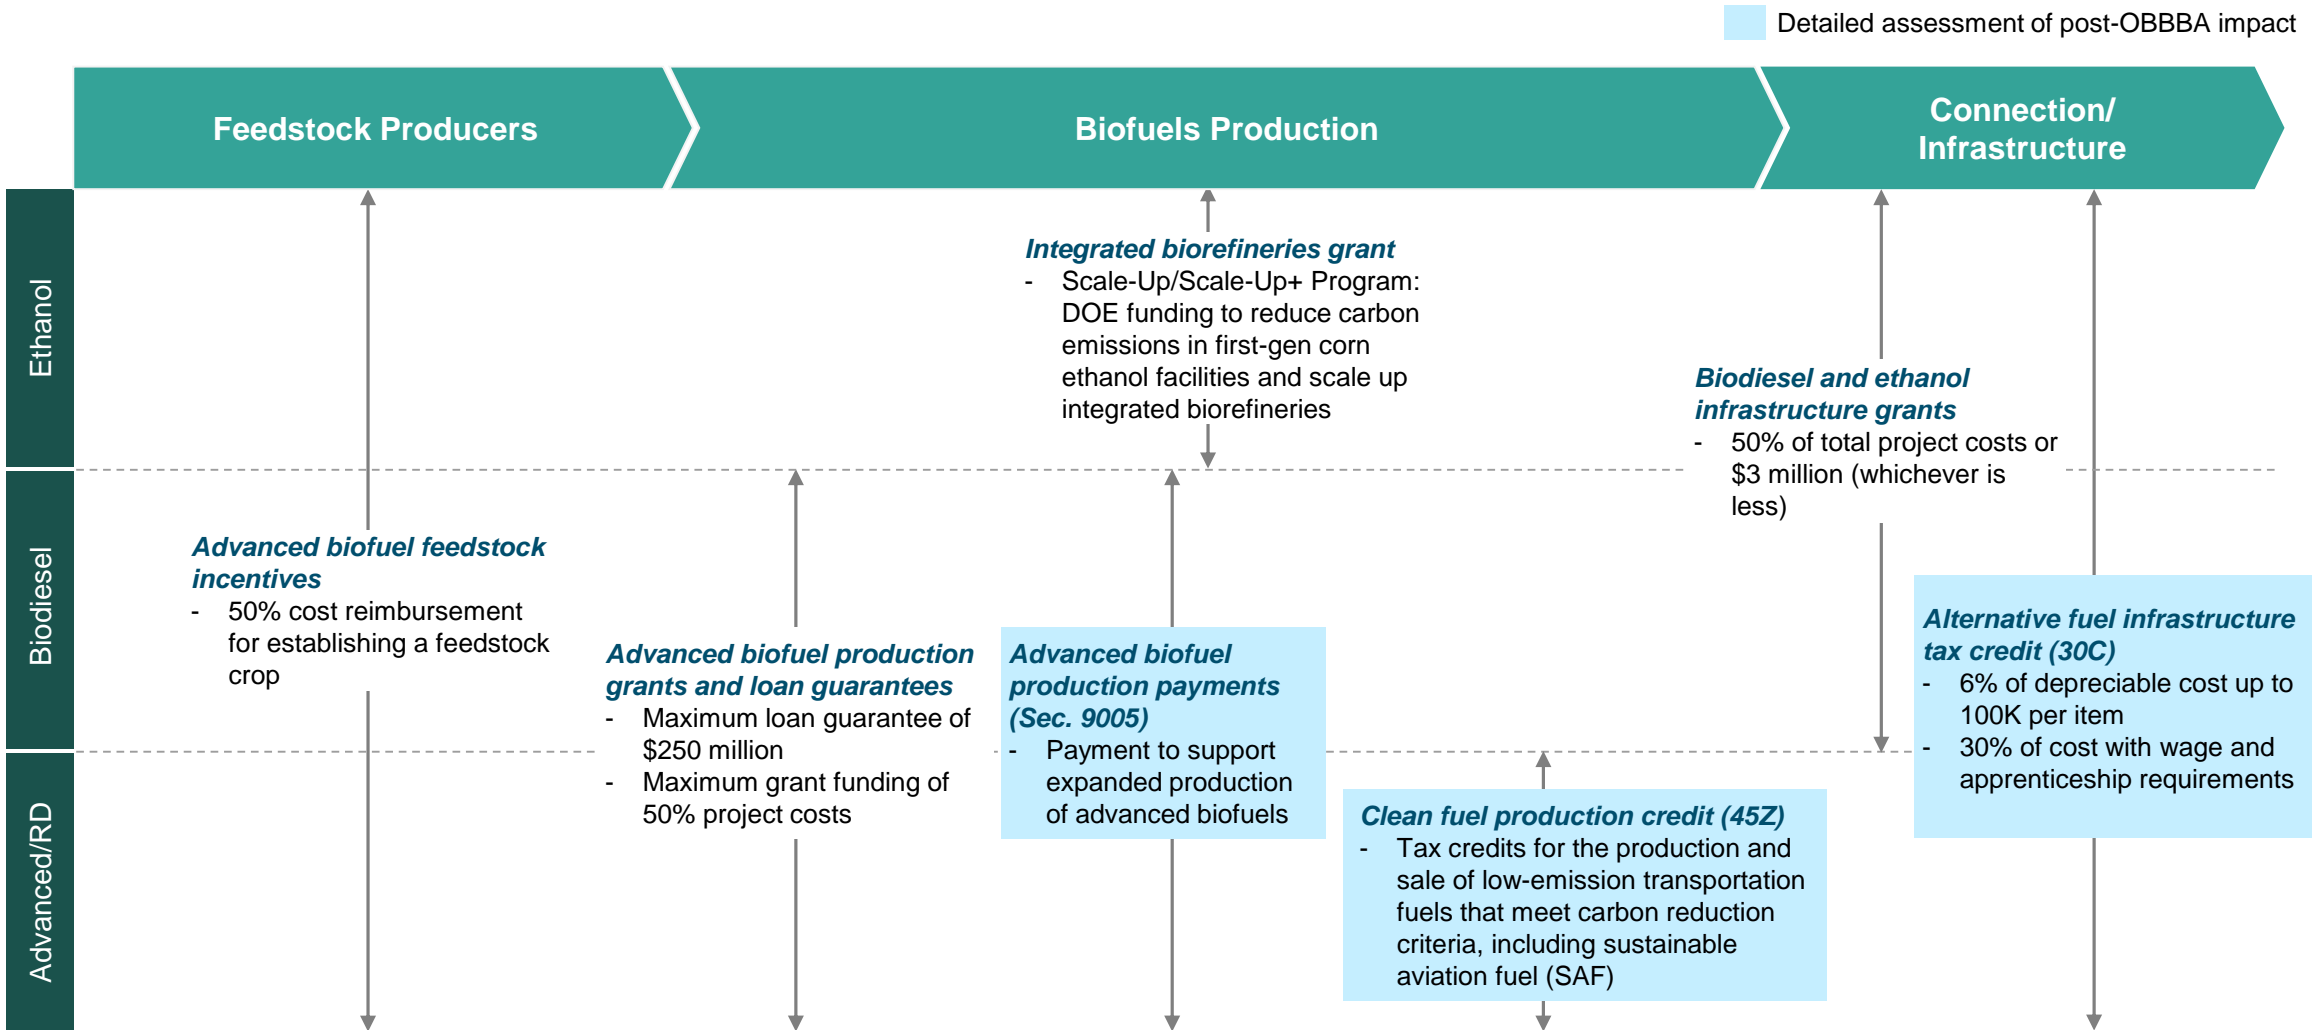 Detailed assessment of post-OBBBA impact
Feedstock Producers
Biofuels Production
Connection/
Infrastructure
Ethanol
Biodiesel
Advanced/RD
Advanced biofuel feedstock
incentives
- 50% cost reimbursement
for establishing a feedstock
crop
Advanced biofuel production
grants and loan guarantees
- Maximum loan guarantee of
$250 million
- Maximum grant funding of
50% project costs
Integrated biorefineries grant
- Scale-Up/Scale-Up+ Program:
DOE funding to reduce carbon
emissions in first-gen corn
ethanol facilities and scale up
integrated biorefineries
Advanced biofuel
production payments
(Sec. 9005)
- Payment to support
expanded production
of advanced biofuels
Clean fuel production credit (45Z)
- Tax credits for the production and
sale of low-emission transportation
fuels that meet carbon reduction
criteria, including sustainable
aviation fuel (SAF)
Biodiesel and ethanol
infrastructure grants
- 50% of total project costs or
$3 million (whichever is
less)
Alternative fuel infrastructure
tax credit (30C)
- 6% of depreciable cost up to
100K per item
- 30% of cost with wage and
apprenticeship requirements